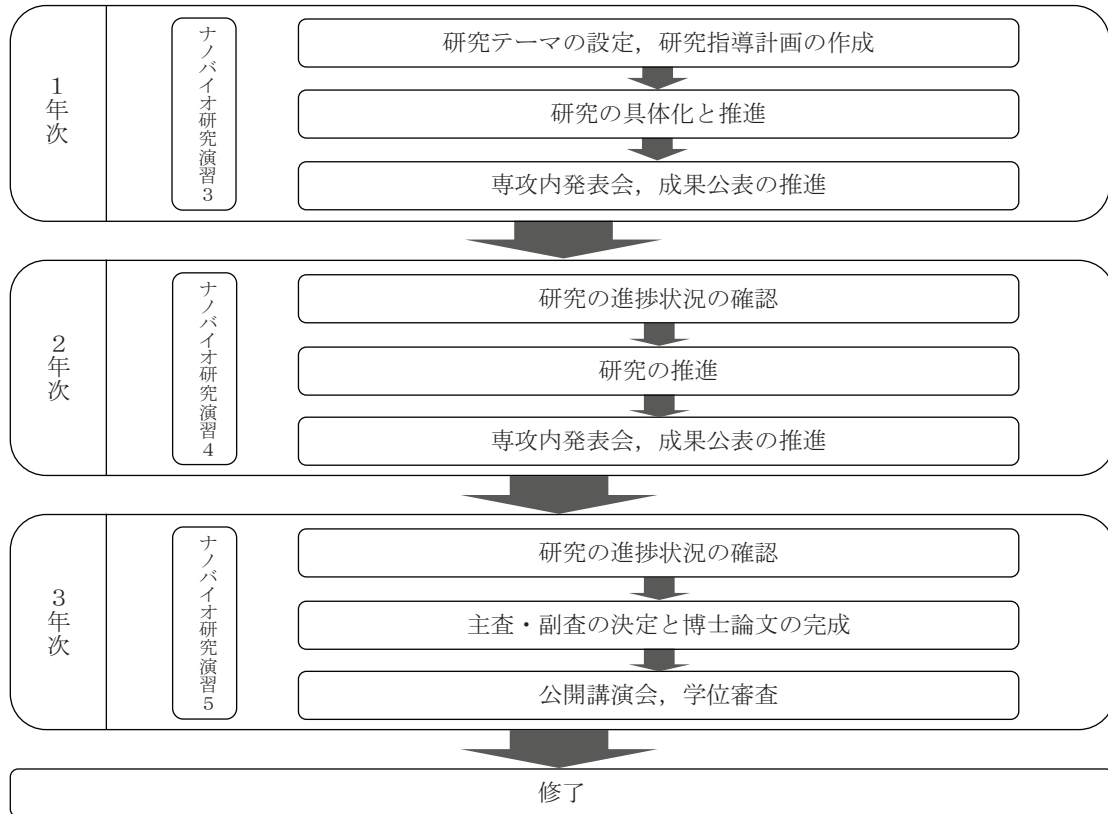 1年次
ナノバイオ研究演習3
研究テーマの設定，研究指導計画の作成
研究の具体化と推進
専攻内発表会，成果公表の推進
2年次
ナノバイオ研究演習4
研究の進捗状況の確認
研究の推進
専攻内発表会，成果公表の推進
3年次
ナノバイオ研究演習5
研究の進捗状況の確認
主査・副査の決定と博士論文の完成
公開講演会，学位審査
修了